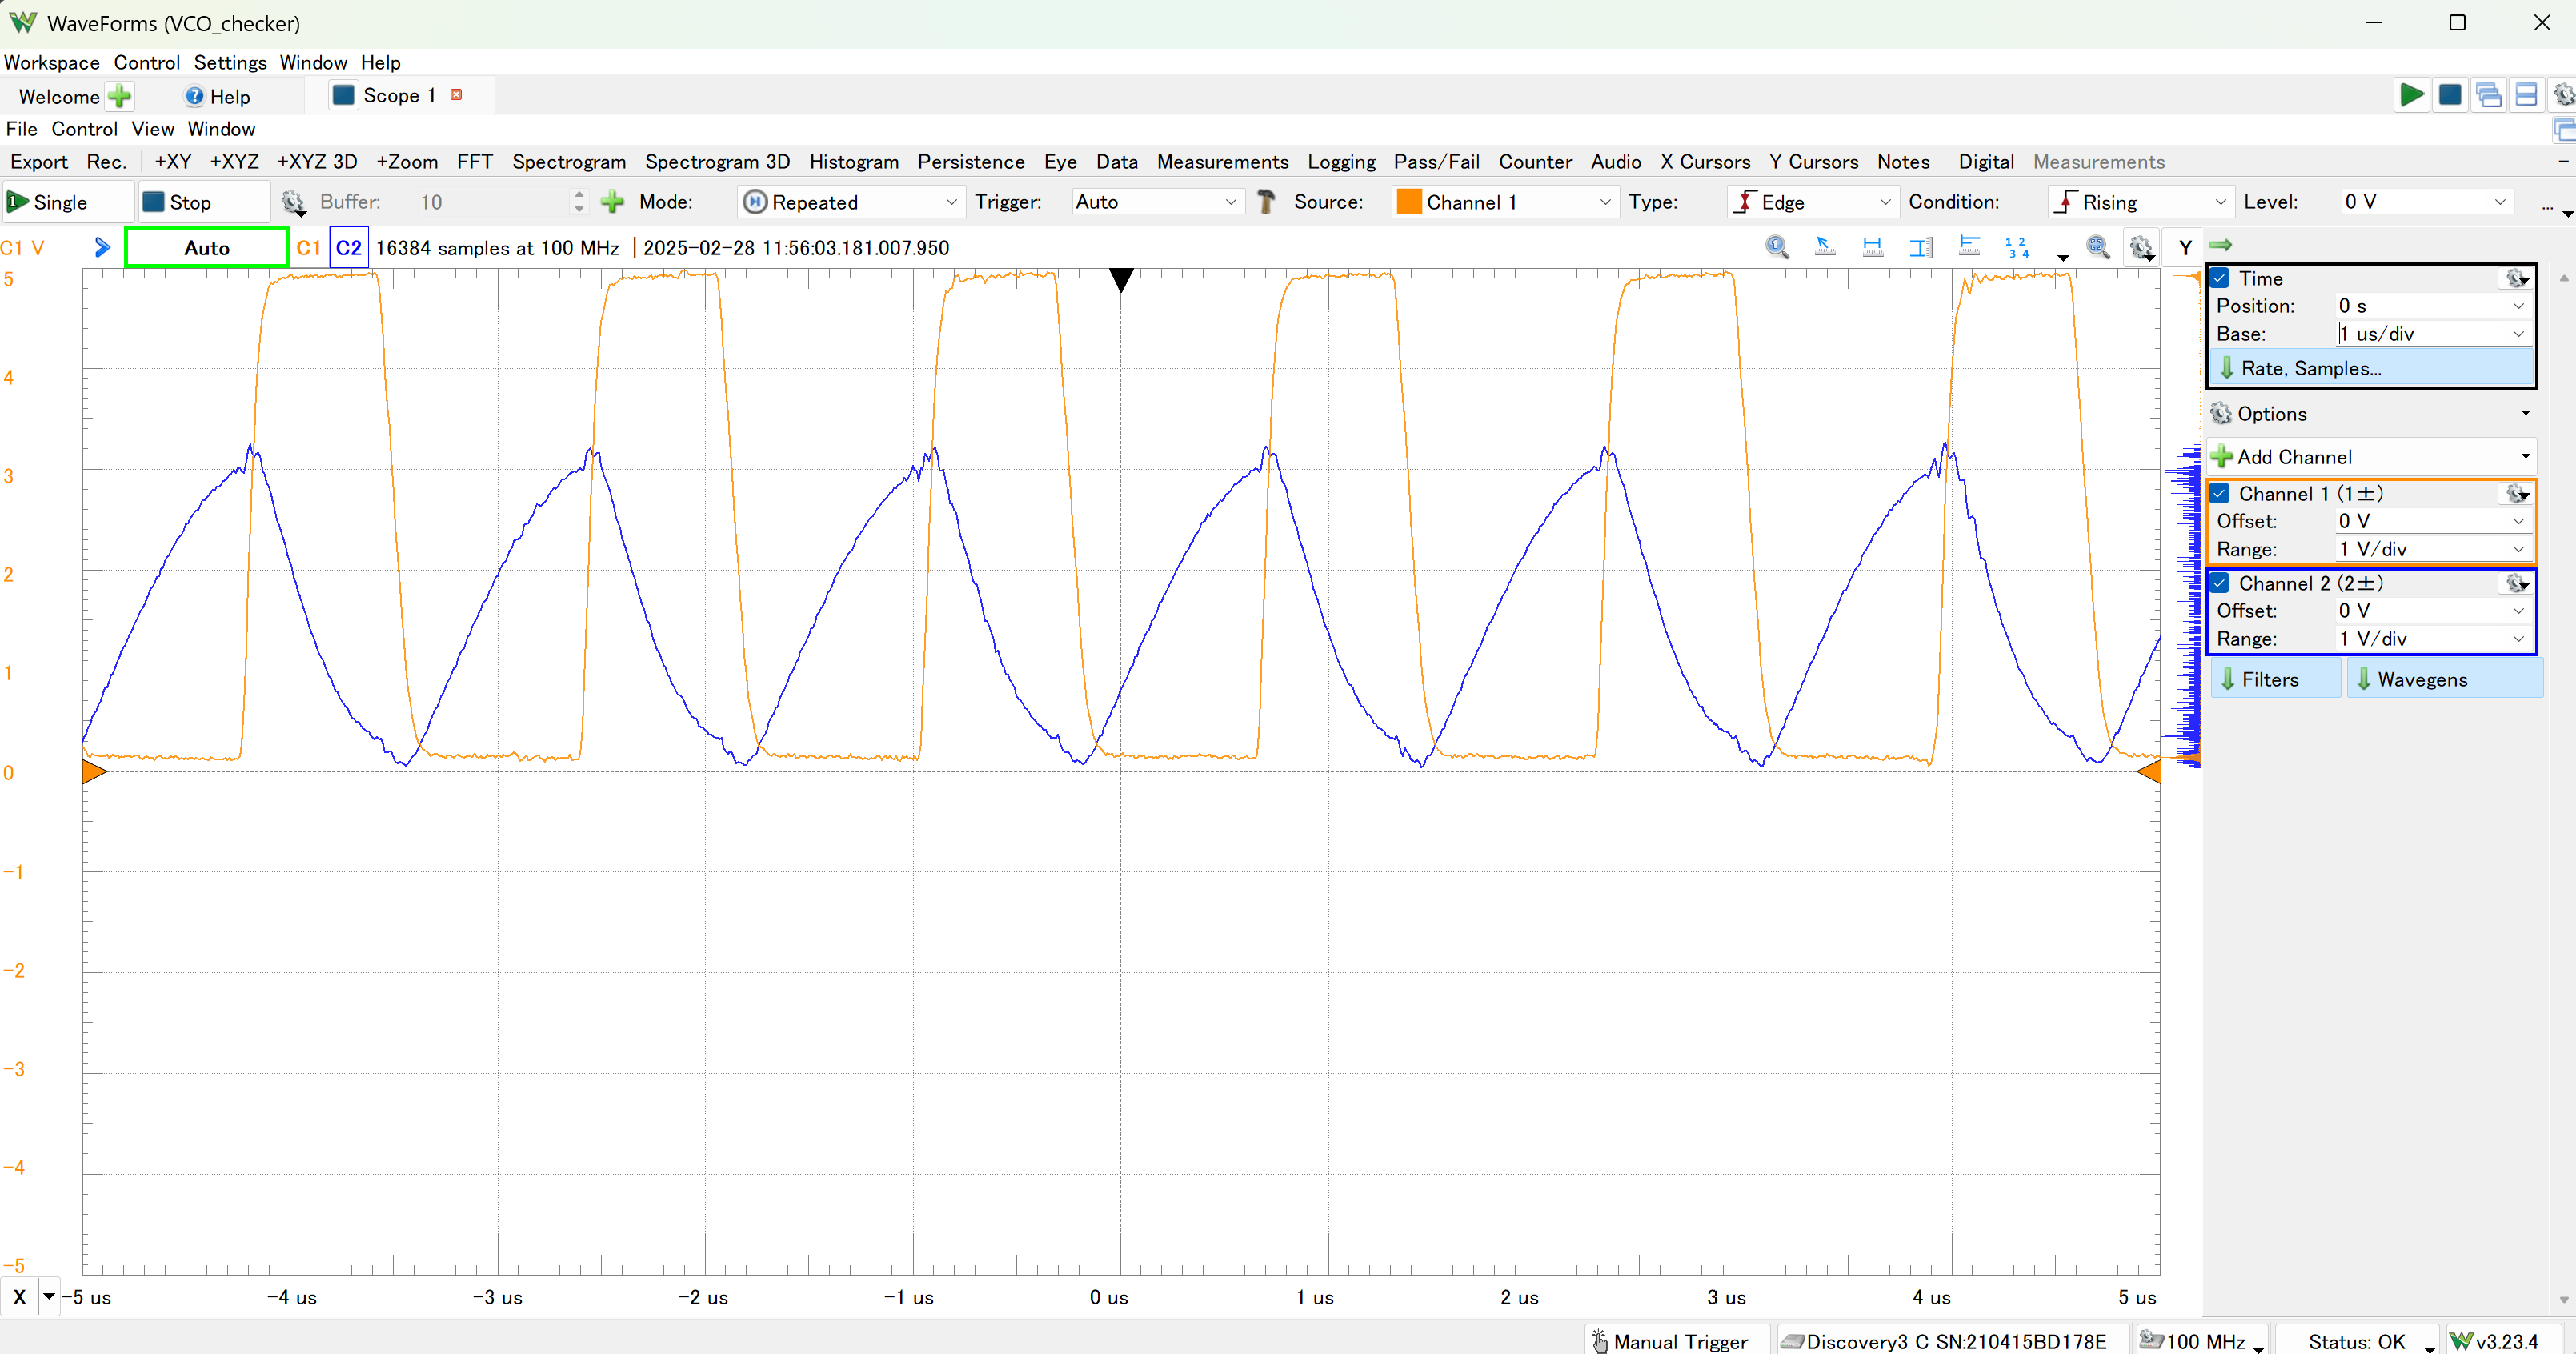 WaveForms (VCO_checker)
Workspace Control Settings Window Help
Welcome Help Scope 1
File Control View Window
Export Rec. +XY +XYZ +XYZ 3D +Zoom FFT Spectrogram Spectrogram 3D Histogram Persistence Eye Data Measurements Logging Pass/Fail Counter Audio X Cursors Y Cursors Notes Digital Measurements
Single Stop Buffer: 10 Mode: Repeated Trigger: Auto Source: Channel 1 Type: Edge Condition: Rising Level: 0 V ...
C1 V Auto C1 C2 16384 samples at 100 MHz | 2025-02-28 11:56:03.181.007.950 Y
5
4
3
2
1
0
-1
-2
-3
-4
-5
X -5 us -4 us -3 us -2 us -1 us 0 us 1 us 2 us 3 us 4 us 5 us
Time
Position: 0 s
Base: 1 us/div
Rate, Samples...
Options
Add Channel
Channel 1 (1±)
Offset: 0 V
Range: 1 V/div
Channel 2 (2±)
Offset: 0 V
Range: 1 V/div
Filters Wavegens
Manual Trigger Discovery3 C SN:210415BD178E 100 MHz Status: OK v3.23.4